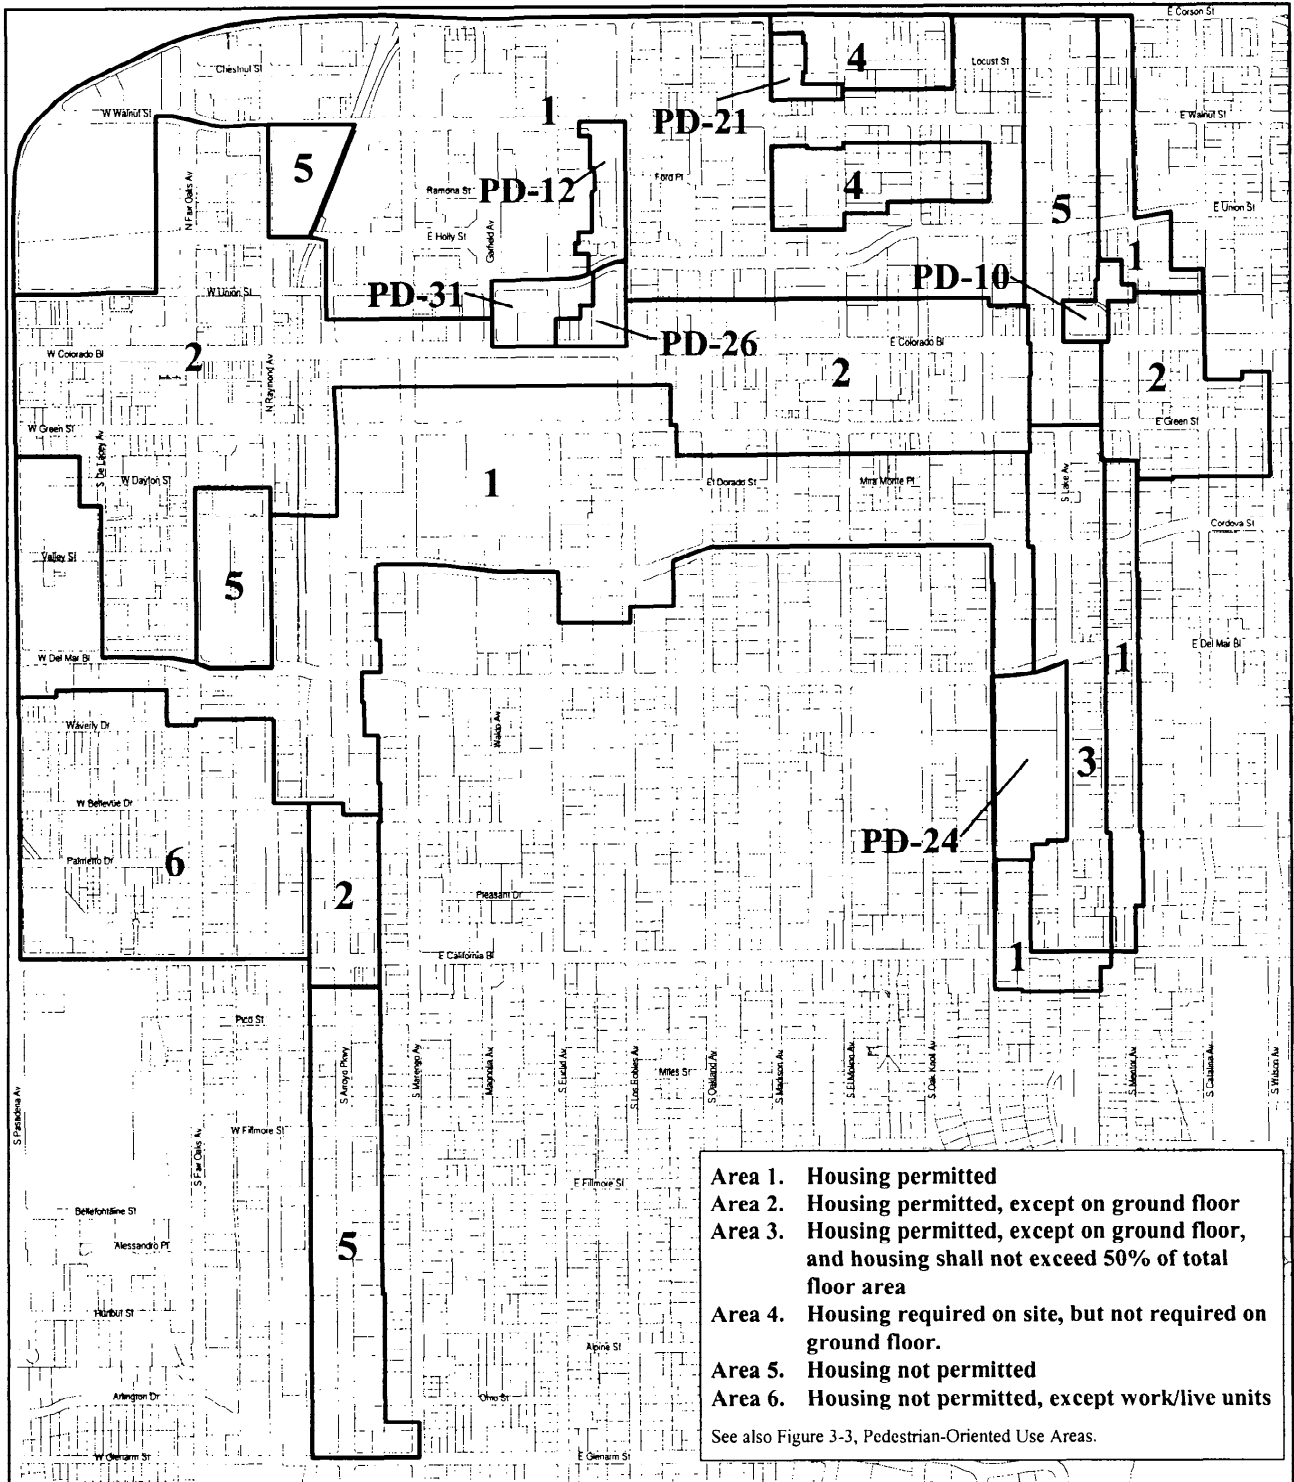 E Corson St
Chestnut St
4
Locust St
W Walnut St
1
PD-21
E Walnut St
5
N Fair Oaks Av
Ramona St
PD-12
Ford Pl
4
5
E Union St
E Holly St
Garfield Av
1
W Union St
PD-31
PD-10
W Colorado Bl
2
N Raymond Av
PD-26
E Colorado Bl
2
2
W Green St
E Green St
S De Lacey Av
W Dayton St
1
El Dorado St
Mira Monte Pl
S Lake Av
Cordova St
Valley St
5
W Del Mar Bl
1
E Del Mar Bl
Waverly Dr
Waldo Av
3
W Bellevue Dr
PD-24
Palmetto Dr
6
2
Pleasant Dr
E California Bl
1
Pico St
S Pasadena Av
S Fair Oaks Av
S Arroyo Pkwy
S Marengo Av
Magnolia Av
S Euclid Av
S Los Robles Av
Miles St
S Oakland Av
S Madison Av
S El Molino Av
S Oak Knoll Av
S Mentor Av
S Catalina Av
S Wilson Av
W Fillmore St
E Fillmore St
Bellefontaine St
Alessandro Pl
5
Hurlbut St
Alpine St
Arlington Dr
Ohio St
W Glenarm St
E Glenarm St
Area 1. Housing permitted
Area 2. Housing permitted, except on ground floor
Area 3. Housing permitted, except on ground floor,
and housing shall not exceed 50% of total
floor area
Area 4. Housing required on site, but not required on
ground floor.
Area 5. Housing not permitted
Area 6. Housing not permitted, except work/live units
See also Figure 3-3, Pedestrian-Oriented Use Areas.